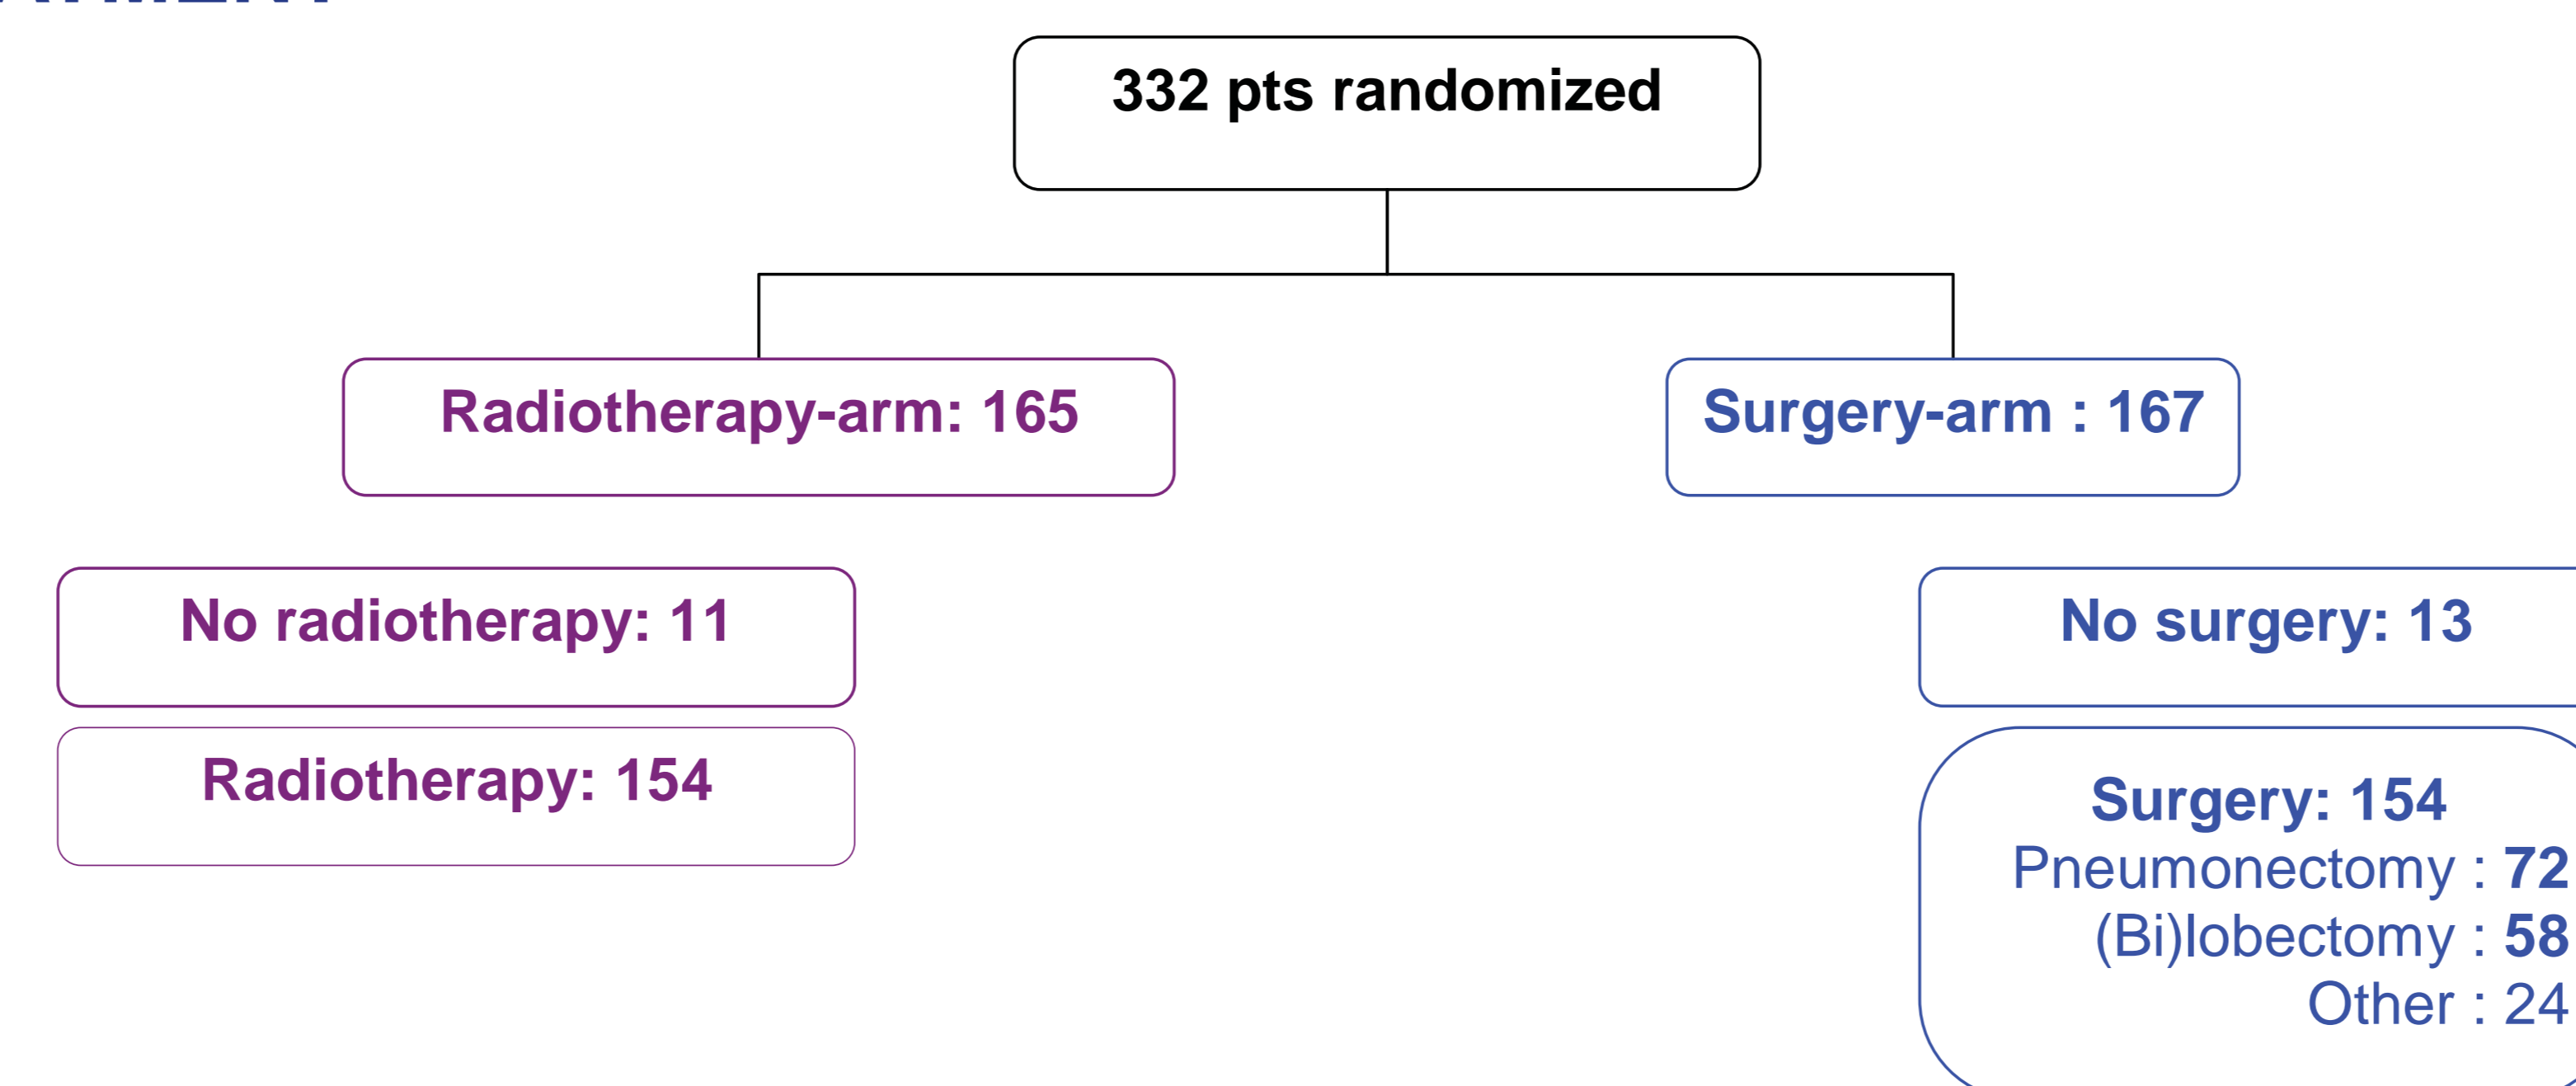 332 pts randomized
Radiotherapy-arm: 165
Surgery-arm : 167
No radiotherapy: 11
No surgery: 13
Radiotherapy: 154
Surgery: 154
Pneumonectomy : 72
(Bi)lobectomy : 58
Other : 24